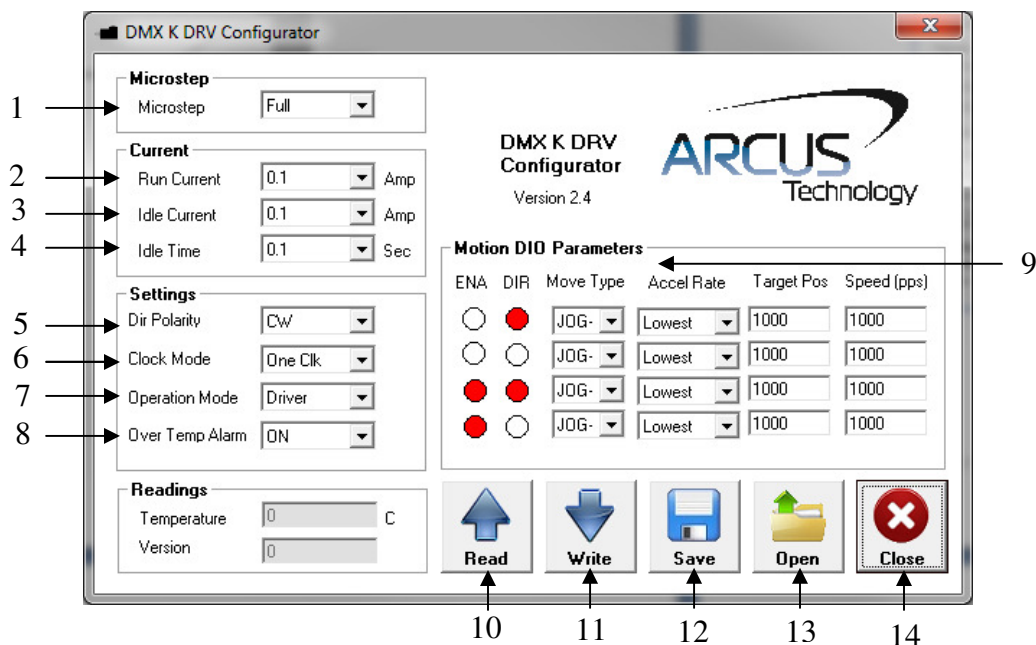 DMX K DRV Configurator
x
Microstep
1 Microstep Full
Current
2 Run Current 0.1 Amp
3 Idle Current 0.1 Amp
4 Idle Time 0.1 Sec
Settings
5 Dir Polarity CW
6 Clock Mode One Clk
7 Operation Mode Driver
8 Over Temp Alarm ON
Readings
Temperature 0 C
Version 0
DMX K DRV
Configurator
Version 2.4
ARCUS
Technology
Motion DIO Parameters 9
ENA DIR Move Type Accel Rate Target Pos Speed (pps)
JOG- Lowest 1000 1000
JOG- Lowest 1000 1000
JOG- Lowest 1000 1000
JOG- Lowest 1000 1000
Read Write Save Open Close
10 11 12 13 14